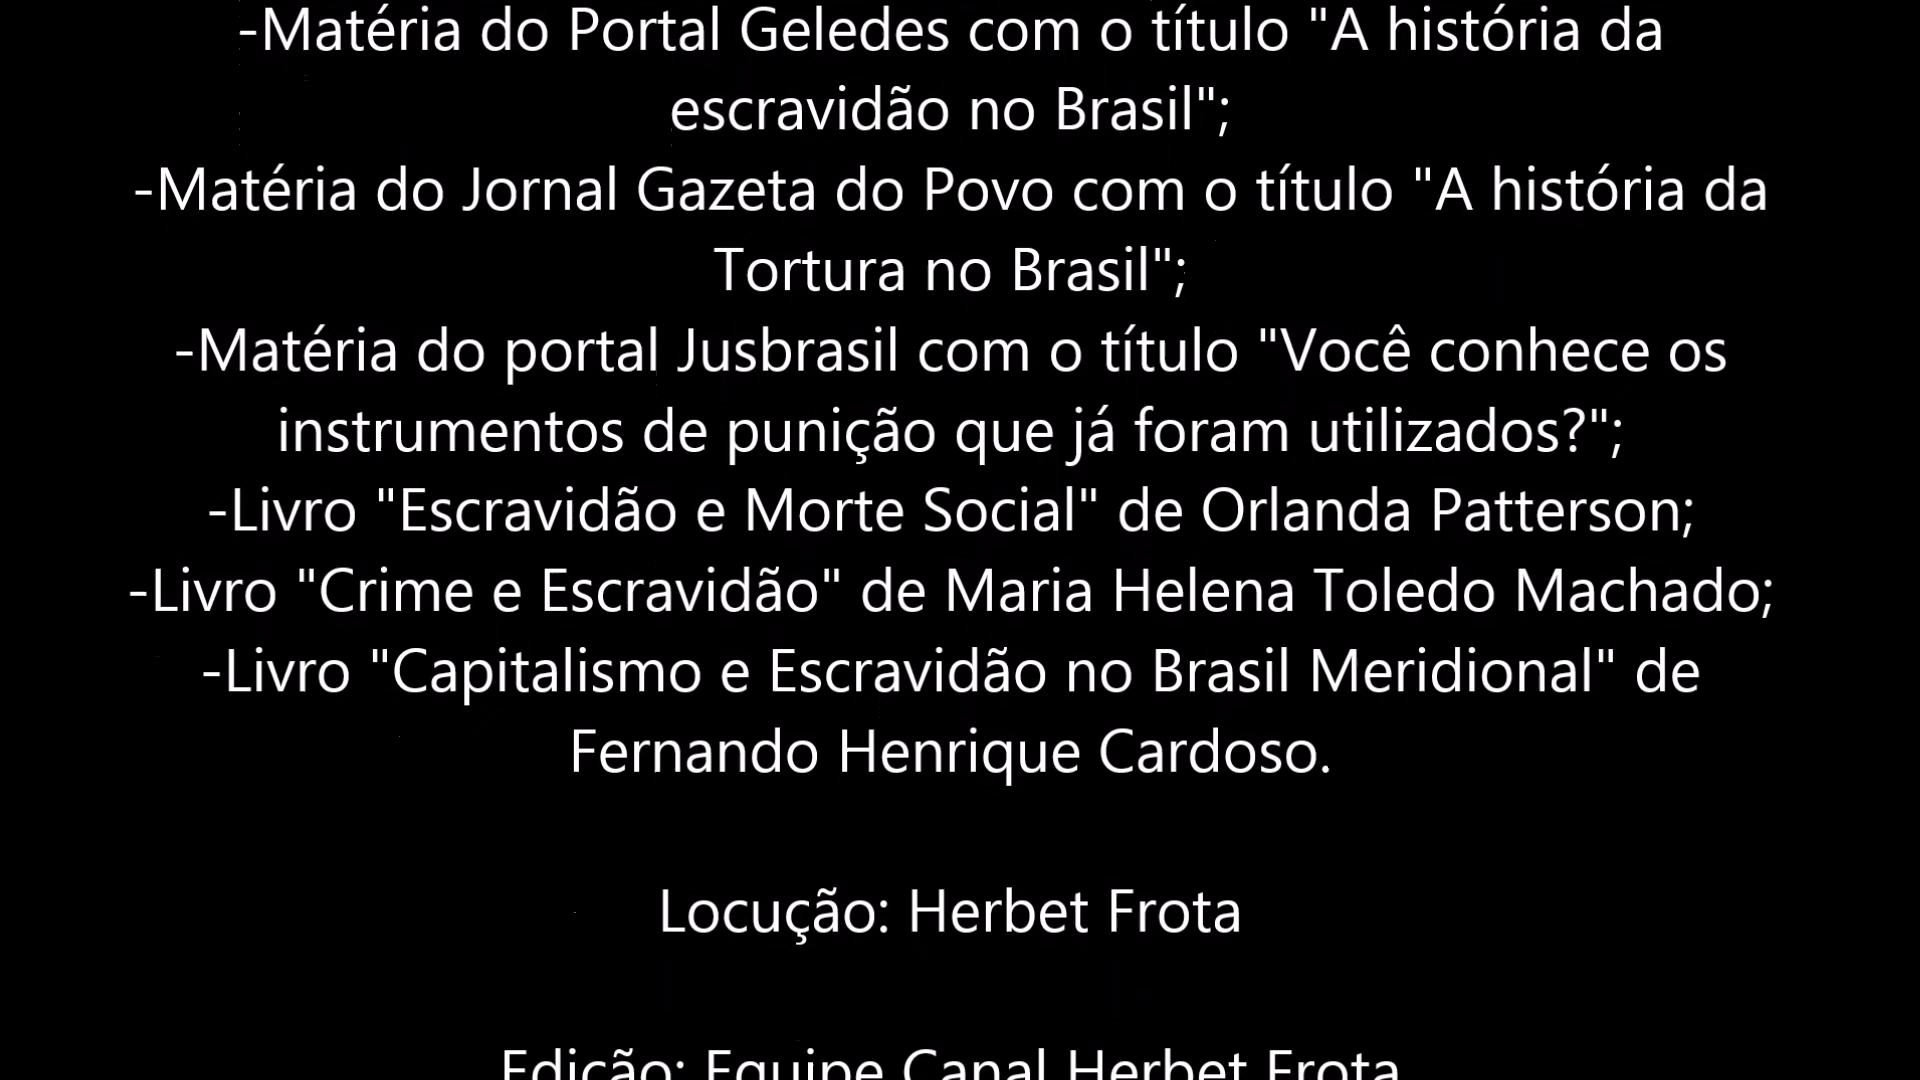 -Matéria do Portal Geledes com o título "A história da
escravidão no Brasil";
-Matéria do Jornal Gazeta do Povo com o título "A história da
Tortura no Brasil";
-Matéria do portal Jusbrasil com o título "Você conhece os
instrumentos de punição que já foram utilizados?";
-Livro "Escravidão e Morte Social" de Orlanda Patterson;
-Livro "Crime e Escravidão" de Maria Helena Toledo Machado;
-Livro "Capitalismo e Escravidão no Brasil Meridional" de
Fernando Henrique Cardoso.
Locução: Herbet Frota
Edição: Equipe Canal Herbet Frota